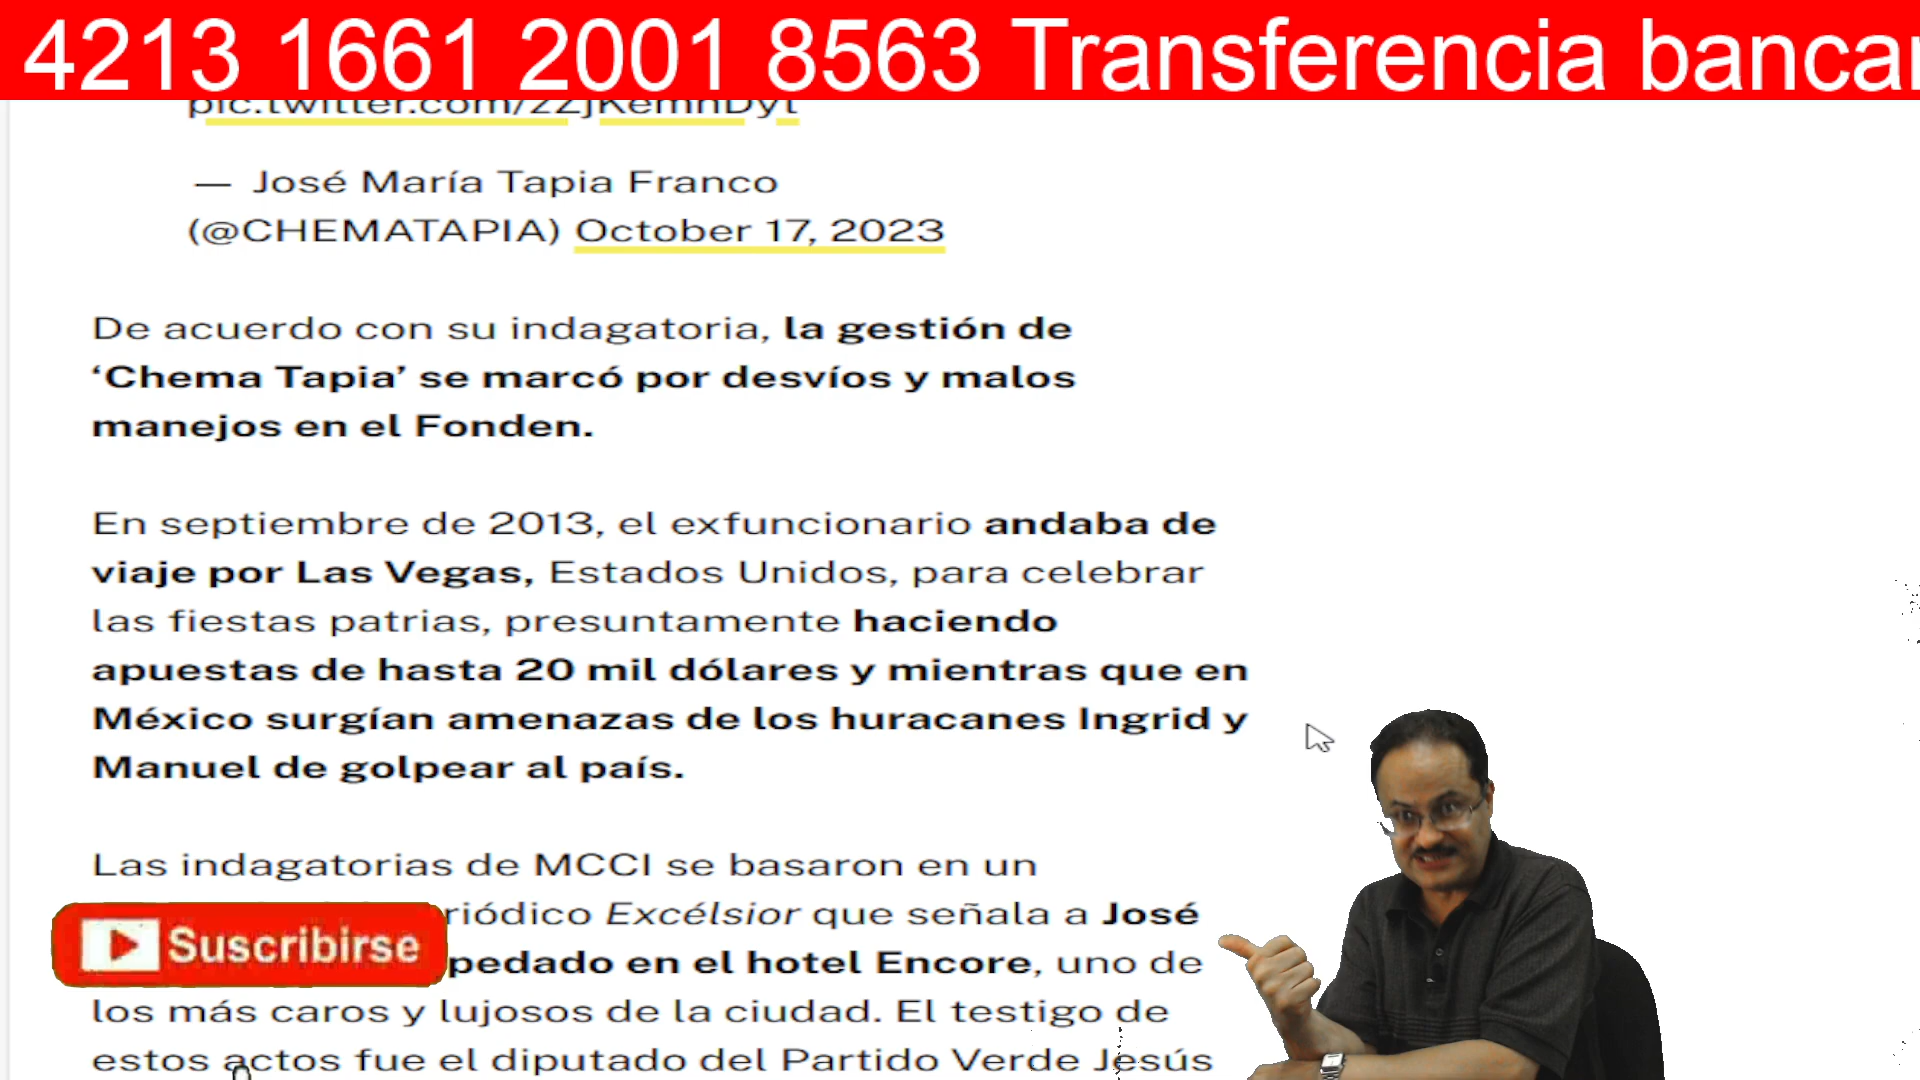 4213 1661 2001 8563 Transferencia bancar
— José María Tapia Franco
(@CHEMATAPIA) October 17, 2023
De acuerdo con su indagatoria, la gestión de
‘Chema Tapia’ se marcó por desvíos y malos
manejos en el Fonden.
En septiembre de 2013, el exfuncionario andaba de
viaje por Las Vegas, Estados Unidos, para celebrar
las fiestas patrias, presuntamente haciendo
apuestas de hasta 20 mil dólares y mientras que en
México surgían amenazas de los huracanes Ingrid y
Manuel de golpear al país.
Las indagatorias de MCCI se basaron en un
riódico Excélsior que señala a José
Suscribirse
pedado en el hotel Encore, uno de
los más caros y lujosos de la ciudad. El testigo de
estos actos fue el diputado del Partido Verde Jesús